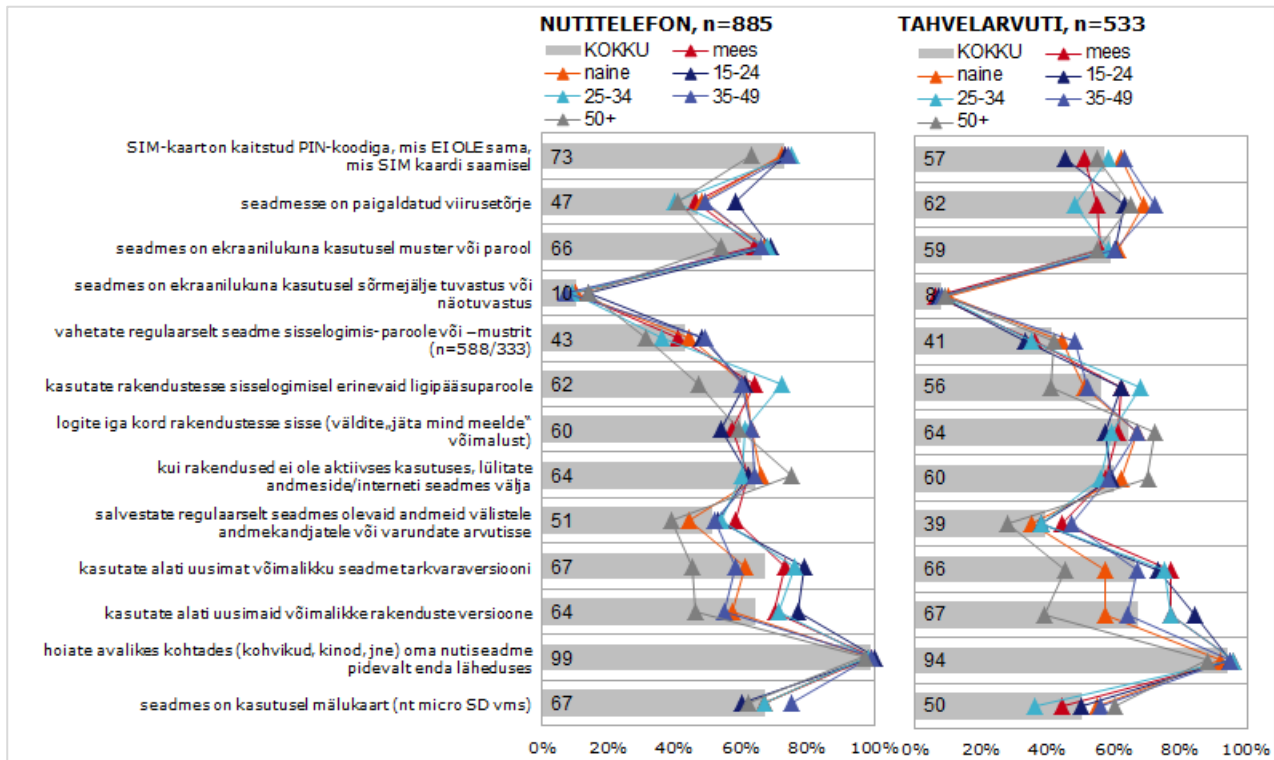 NUTITELEFON, n=885
KOKKU mees
naine 15-24
25-34 35-49
50+
TAHVELARVUTI, n=533
KOKKU mees
naine 15-24
25-34 35-49
50+
SIM-kaart on kaitstud PIN-koodiga, mis EI OLE sama,
mis SIM kaardi saamisel
73
57
seadmesse on paigaldatud viirusetõrje
47
62
seadmes on ekraanilukuna kasutusel muster või parool
66
59
seadmes on ekraanilukuna kasutusel sõrmejälje tuvastus või
näotuvastus
10
8
vahetate regulaarselt seadme sisselogimis-paroole või –mustrit
(n=588/333)
43
41
kasutate rakendustesse sisselogimisel erinevaid ligipääsuparoole
62
56
logite iga kord rakendustesse sisse (väldite „jäta mind meelde“
võimalust)
60
64
kui rakendused ei ole aktiivses kasutuses, lülitate
andmeside/interneti seadmes välja
64
60
salvestate regulaarselt seadmes olevaid andmeid välistele
andmekandjatele või varundate arvutisse
51
39
kasutate alati uusimat võimalikku seadme tarkvaraversiooni
67
66
kasutate alati uusimaid võimalikke rakenduste versioone
64
67
hoiate avalikes kohtades (kohvikud, kinod, jne) oma nutiseadme
pidevalt enda läheduses
99
94
seadmes on kasutusel mälukaart (nt micro SD vms)
67
50
0% 20% 40% 60% 80% 100%
0% 20% 40% 60% 80% 100%